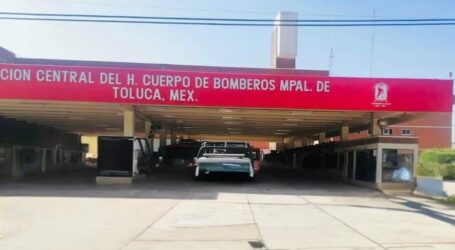 CION CENTRAL DEL H. CUERPO DE BOMBEROS MPAL. DE
TOLUCA, MEX.